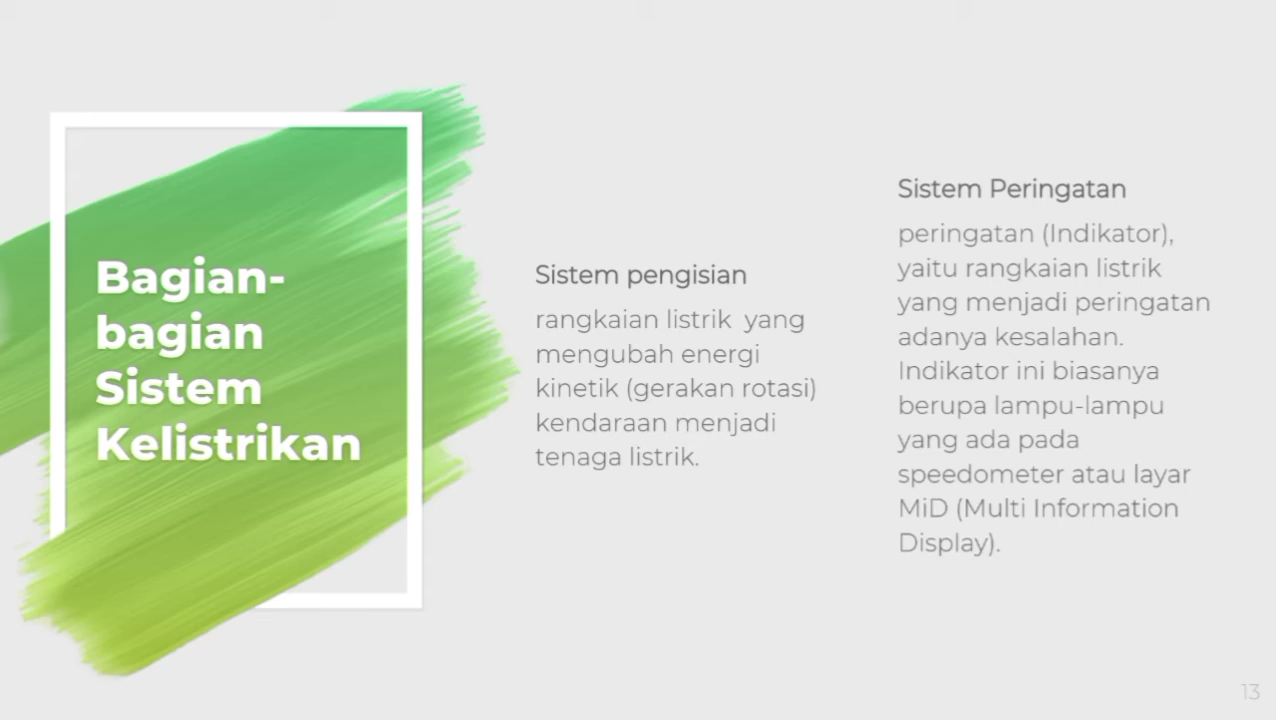 Bagian-
bagian
Sistem
Kelistrikan
Sistem pengisian
rangkaian listrik  yang
mengubah energi
kinetik (gerakan rotasi)
kendaraan menjadi
tenaga listrik.
Sistem Peringatan
peringatan (Indikator),
yaitu rangkaian listrik
yang menjadi peringatan
adanya kesalahan.
Indikator ini biasanya
berupa lampu-lampu
yang ada pada
speedometer atau layar
MiD (Multi Information
Display).
13